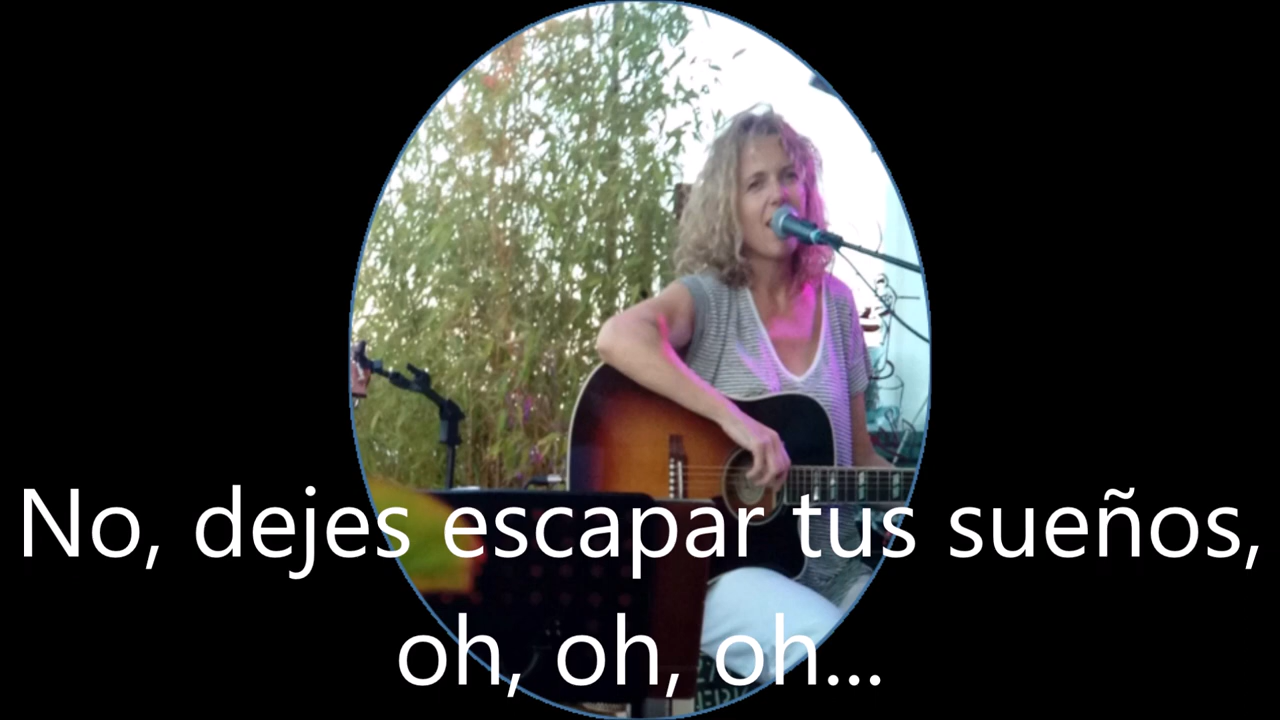 No, dejes escapar tus sueños,
oh, oh, oh...